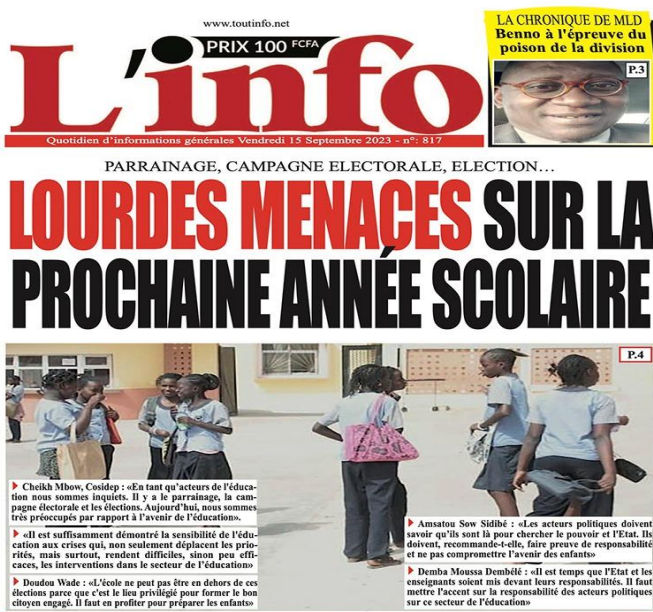 www.toutinfo.net
PRIX 100 FCFA
L'info
Quotidien d'informations générales Vendredi 15 Septembre 2023 - n°: 817
LA CHRONIQUE DE MLD
Benno à l'épreuve du
poison de la division
P.3
PARRAINAGE, CAMPAGNE ELECTORALE, ELECTION…
LOURDES MENACES SUR LA
PROCHAINE ANNÉE SCOLAIRE
P.4
Cheikh Mbow, Cosidep : «En tant qu'acteurs de l'éduca-
tion nous sommes inquiets. Il y a le parrainage, la cam-
pagne électorale et les élections. Aujourd'hui, nous sommes
très préoccupés par rapport à l'avenir de l'éducation».
«Il est suffisamment démontré la sensibilité de l'édu-
cation aux crises qui, non seulement déplacent les prio-
rités, mais surtout, rendent difficiles, sinon peu effi-
caces, les interventions dans le secteur de l'éducation»
Doudou Wade : «L'école ne peut pas être en dehors de ces
élections parce que c'est le lieu privilégié pour former le bon
citoyen engagé. Il faut en profiter pour préparer les enfants»
Amsatou Sow Sidibé : «Les acteurs politiques doivent
savoir qu'ils sont là pour chercher le pouvoir et l'Etat. Ils
doivent, recommande-t-elle, faire preuve de responsabilité
et ne pas compromettre l'avenir des enfants»
Demba Moussa Dembélé : «Il est temps que l'Etat et les
enseignants soient mis devant leurs responsabilités. Il faut
mettre l'accent sur la responsabilité des acteurs politiques
sur ce secteur de l'éducation»